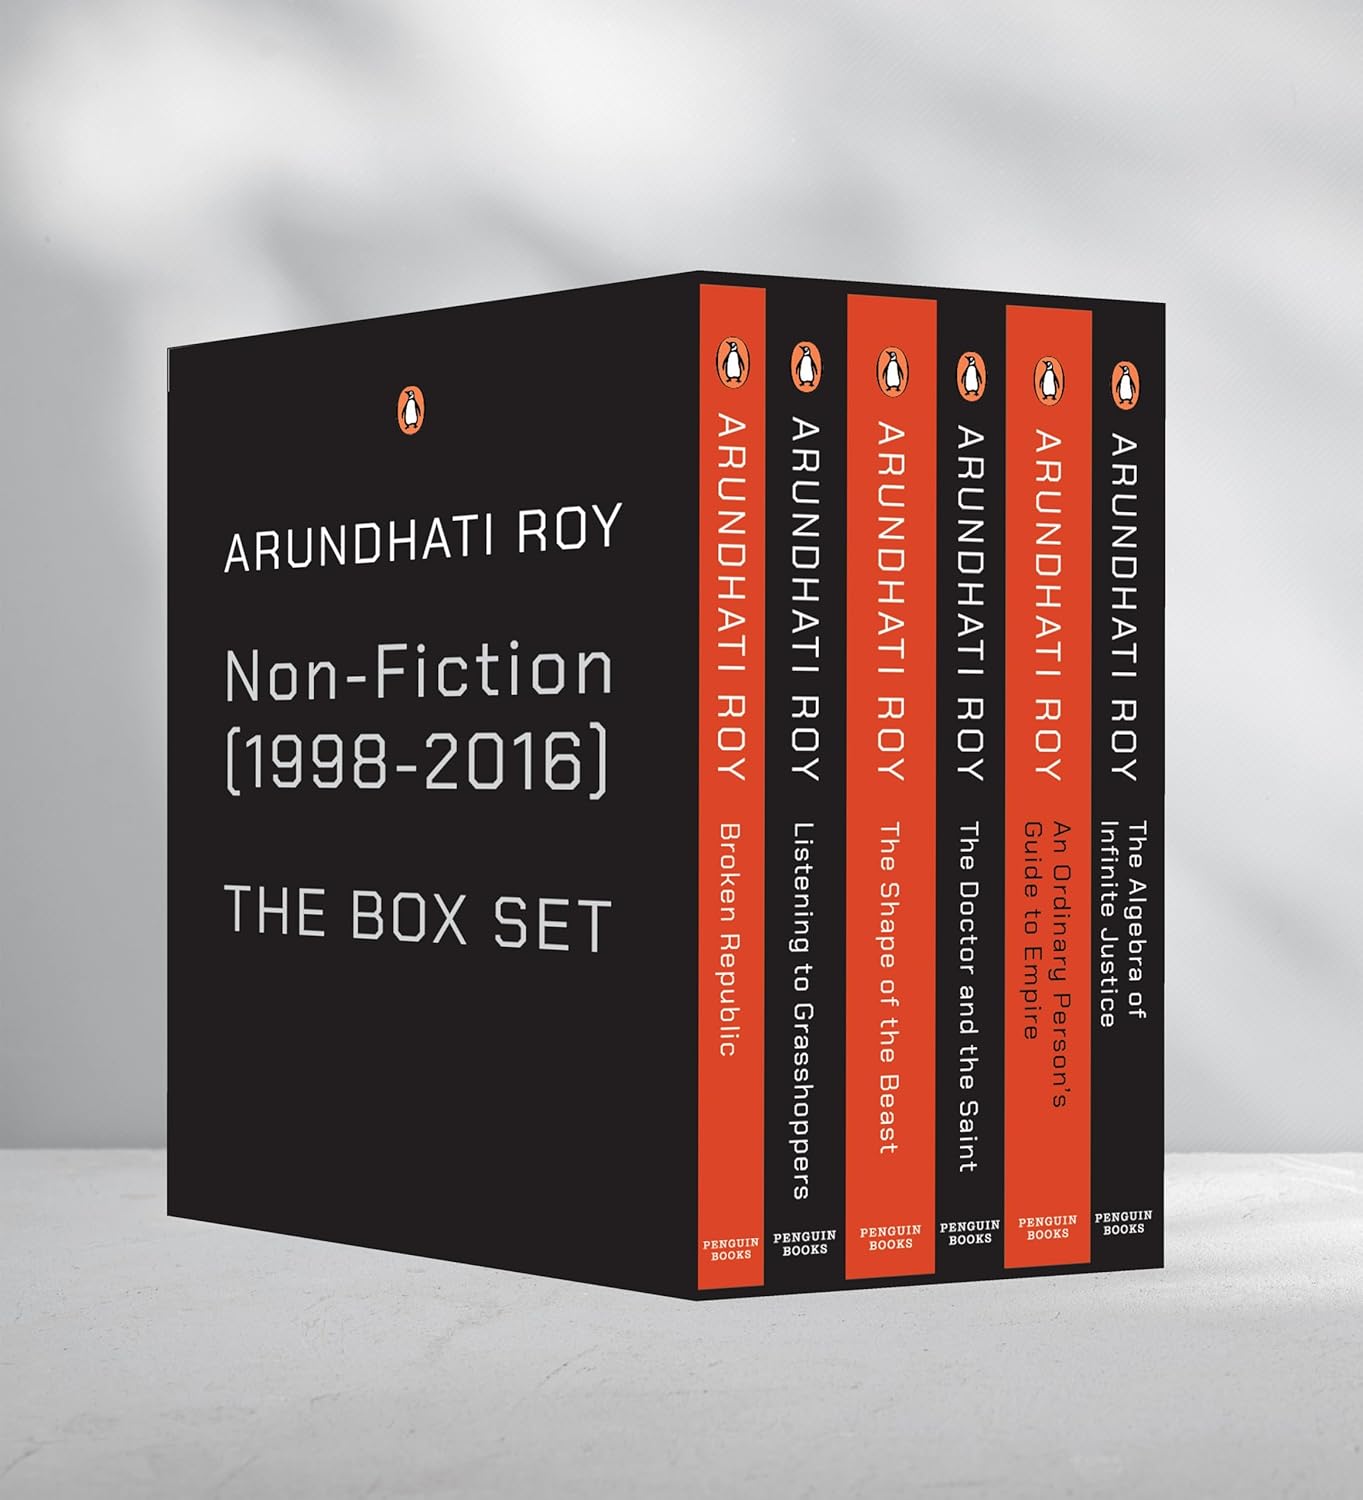 ARUNDHATI ROY
Non-Fiction
(1998-2016)
THE BOX SET
ARUNDHATI ROY
Broken Republic
PENGUIN
BOOKS
ARUNDHATI ROY
Listening to Grasshoppers
PENGUIN
BOOKS
ARUNDHATI ROY
The Shape of the Beast
PENGUIN
BOOKS
ARUNDHATI ROY
The Doctor and the Saint
PENGUIN
BOOKS
ARUNDHATI ROY
An Ordinary Person's
Guide to Empire
PENGUIN
BOOKS
ARUNDHATI ROY
The Algebra of
Infinite Justice
PENGUIN
BOOKS